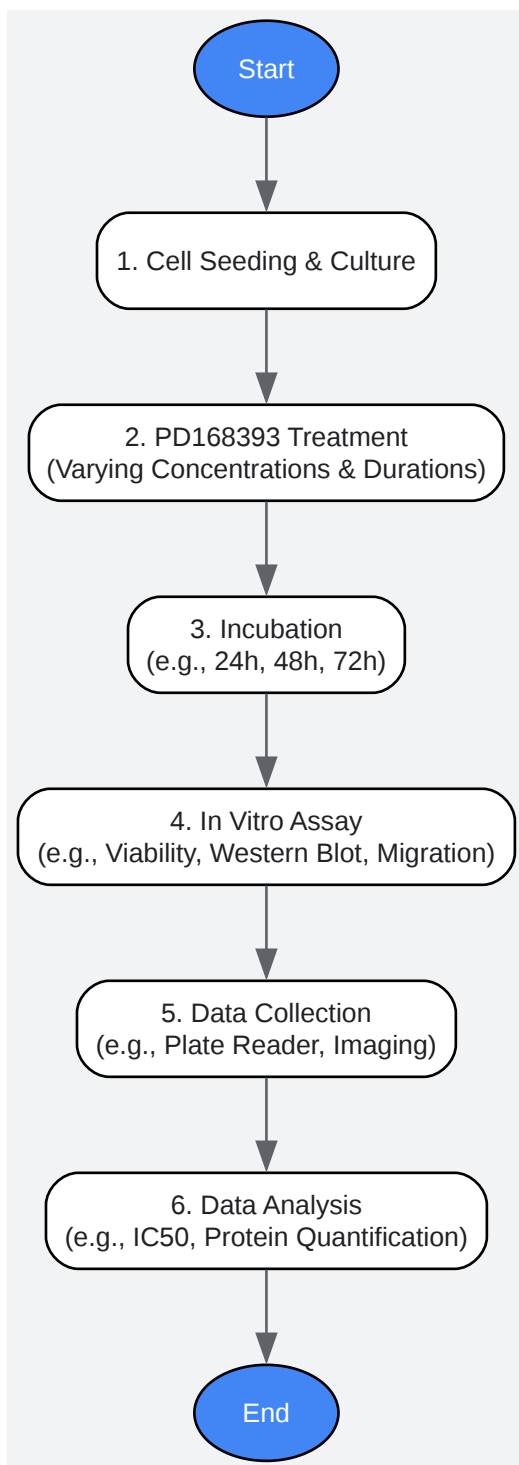 Start
1. Cell Seeding & Culture
2. PD168393 Treatment
(Varying Concentrations & Durations)
3. Incubation
(e.g., 24h, 48h, 72h)
4. In Vitro Assay
(e.g., Viability, Western Blot, Migration)
5. Data Collection
(e.g., Plate Reader, Imaging)
6. Data Analysis
(e.g., IC50, Protein Quantification)
End